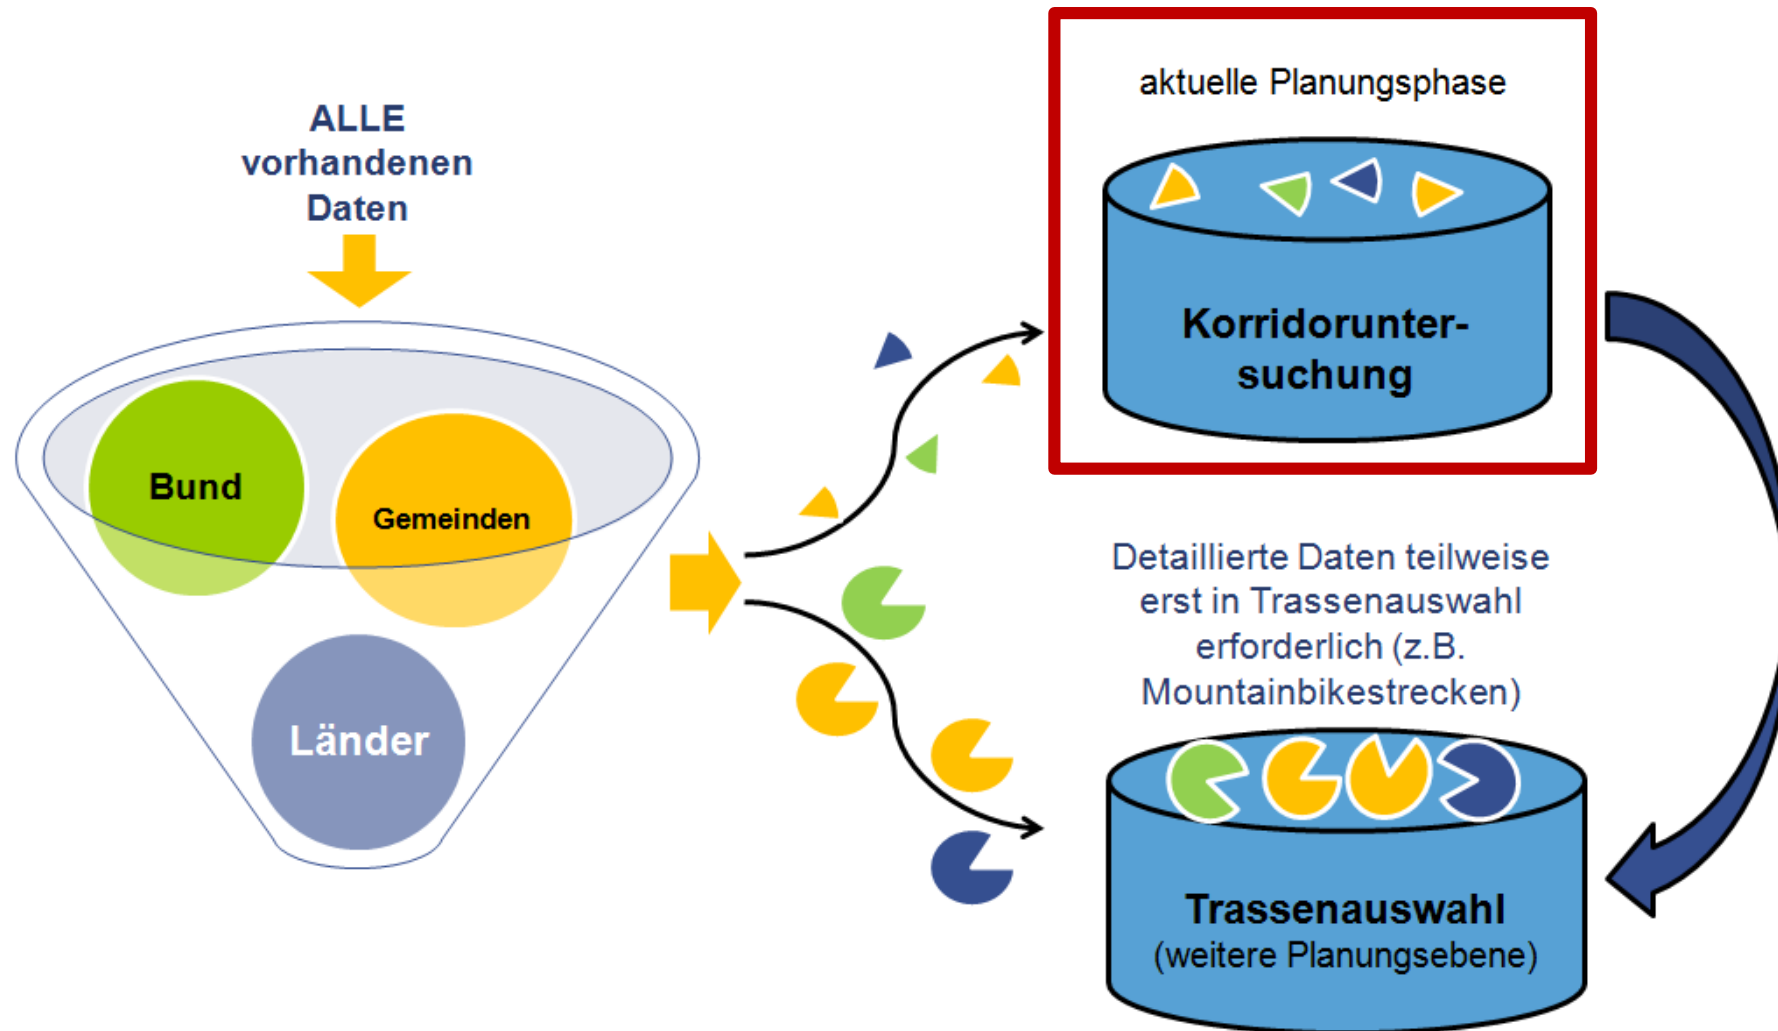 ALLE
vorhandenen
Daten
Bund
Gemeinden
Länder
aktuelle Planungsphase
Korridorunter-
suchung
Detaillierte Daten teilweise
erst in Trassenauswahl
erforderlich (z.B.
Mountainbikestrecken)
Trassenauswahl
(weitere Planungsebene)